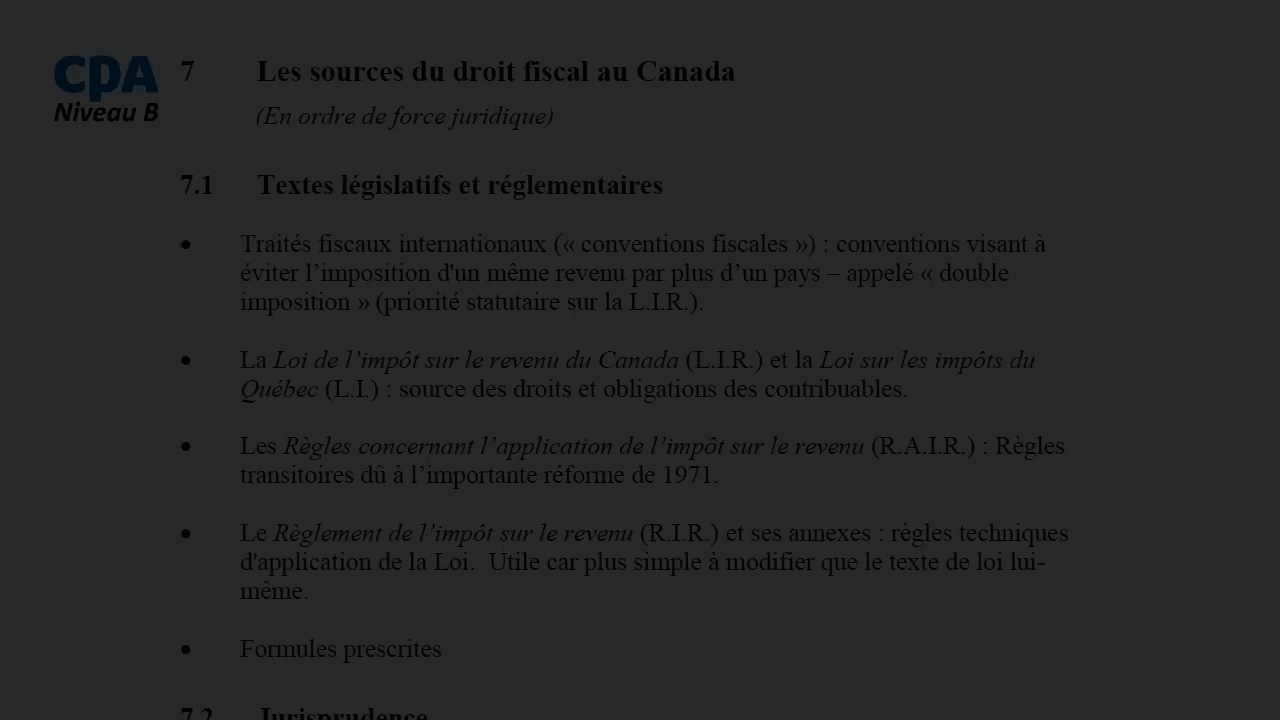 CPA
Niveau B
7 Les sources du droit fiscal au Canada
(En ordre de force juridique)
7.1 Textes législatifs et réglementaires
• Traités fiscaux internationaux (« conventions fiscales ») : conventions visant à
éviter l’imposition d'un même revenu par plus d’un pays – appelé « double
imposition » (priorité statutaire sur la L.I.R.).
• La Loi de l’impôt sur le revenu du Canada (L.I.R.) et la Loi sur les impôts du
Québec (L.I.) : source des droits et obligations des contribuables.
• Les Règles concernant l’application de l’impôt sur le revenu (R.A.I.R.) : Règles
transitoires dû à l’importante réforme de 1971.
• Le Règlement de l’impôt sur le revenu (R.I.R.) et ses annexes : règles techniques
d'application de la Loi.  Utile car plus simple à modifier que le texte de loi lui-
même.
• Formules prescrites
7.2 Jurisprudence